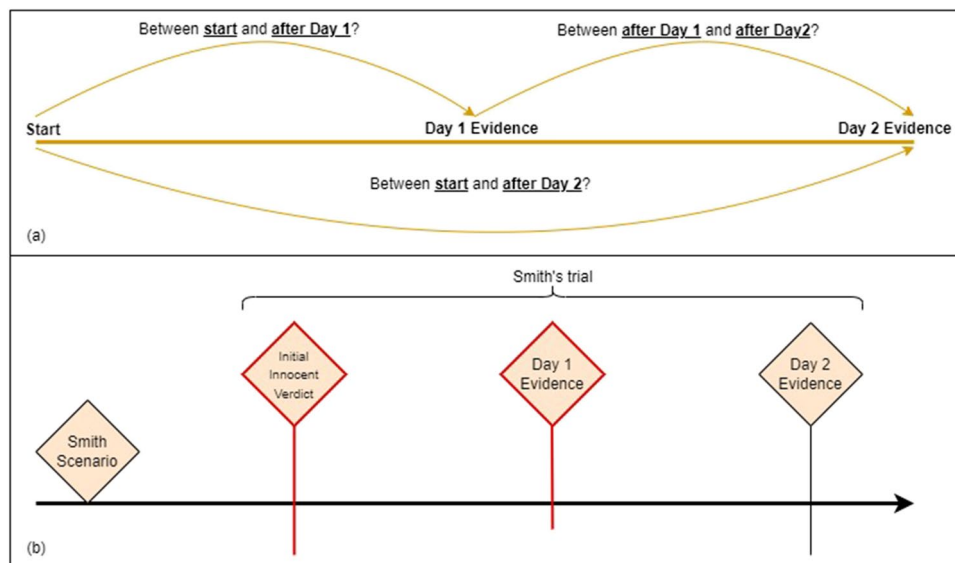 Between start and after Day 1?
Between after Day 1 and after Day2?
Start
Day 1 Evidence
Day 2 Evidence
Between start and after Day 2?
(a)
Smith's trial
Initial
Innocent
Verdict
Day 1
Evidence
Day 2
Evidence
Smith
Scenario
(b)